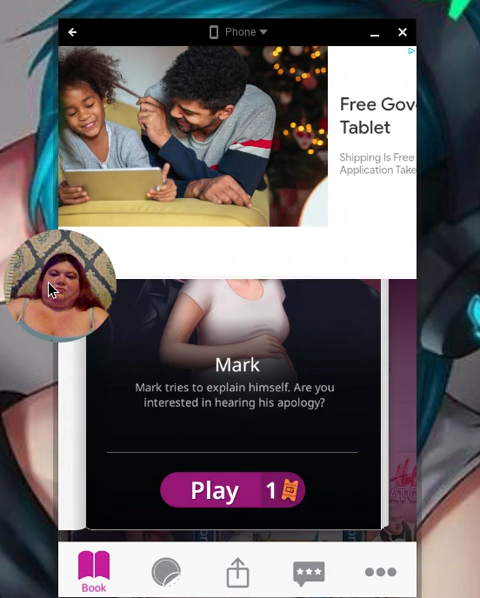 Phone
Free Gov
Tablet
Shipping Is Free
Application Take
Mark
Mark tries to explain himself. Are you
interested in hearing his apology?
Play 1
Book